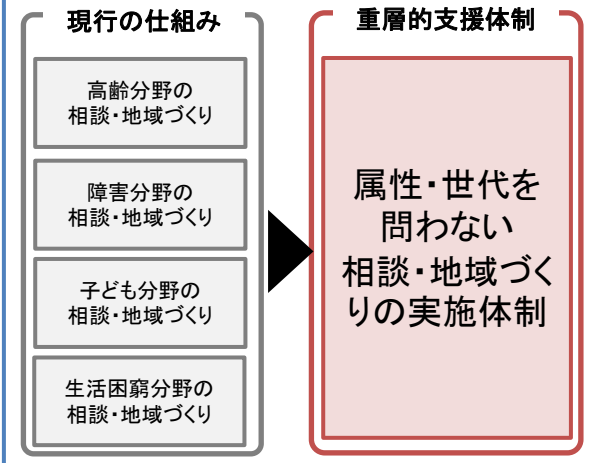 現行の仕組み
高齢分野の
相談・地域づくり
障害分野の
相談・地域づくり
子ども分野の
相談・地域づくり
生活困窮分野の
相談・地域づくり
重層的支援体制
属性・世代を
問わない
相談・地域づく
りの実施体制